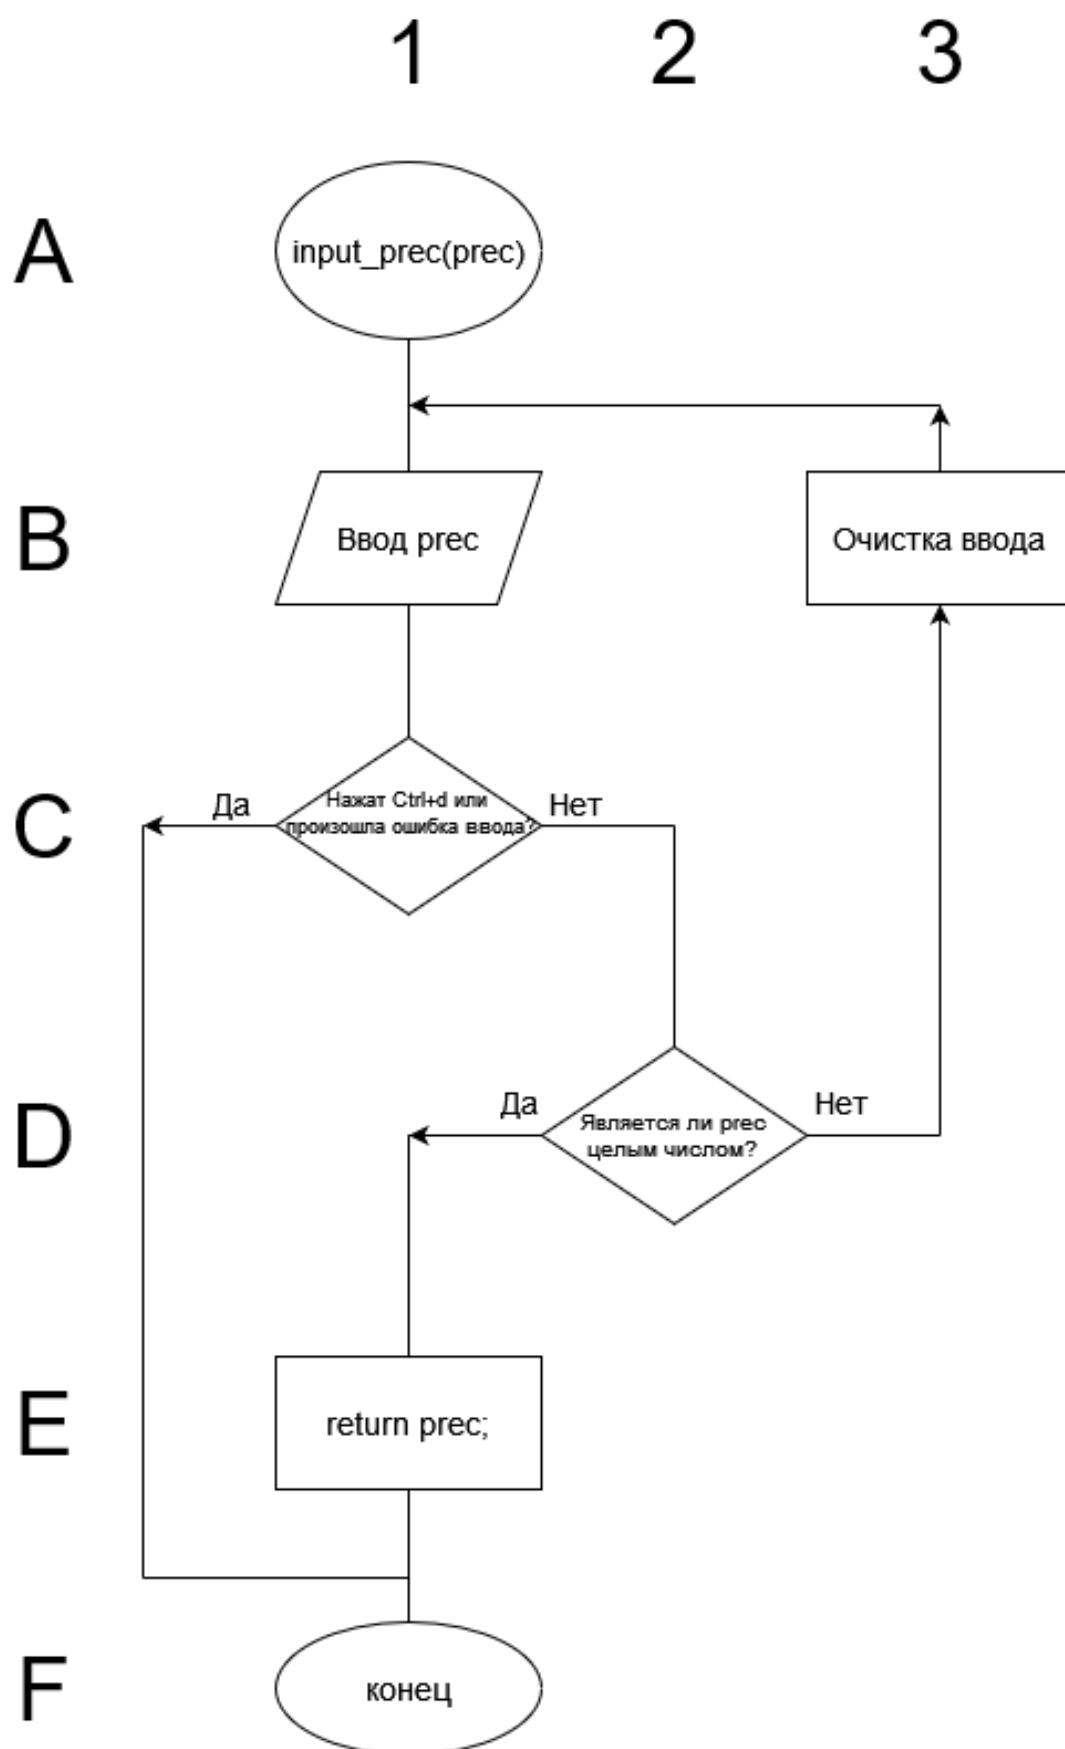 1 2 3
A
input_prec(prec)
B
Ввод prec
Очистка ввода
C
Да
Нажат Ctrl+d или
произошла ошибка ввода?
Нет
D
Да
Является ли prec
целым числом?
Нет
E
return prec;
F
конец